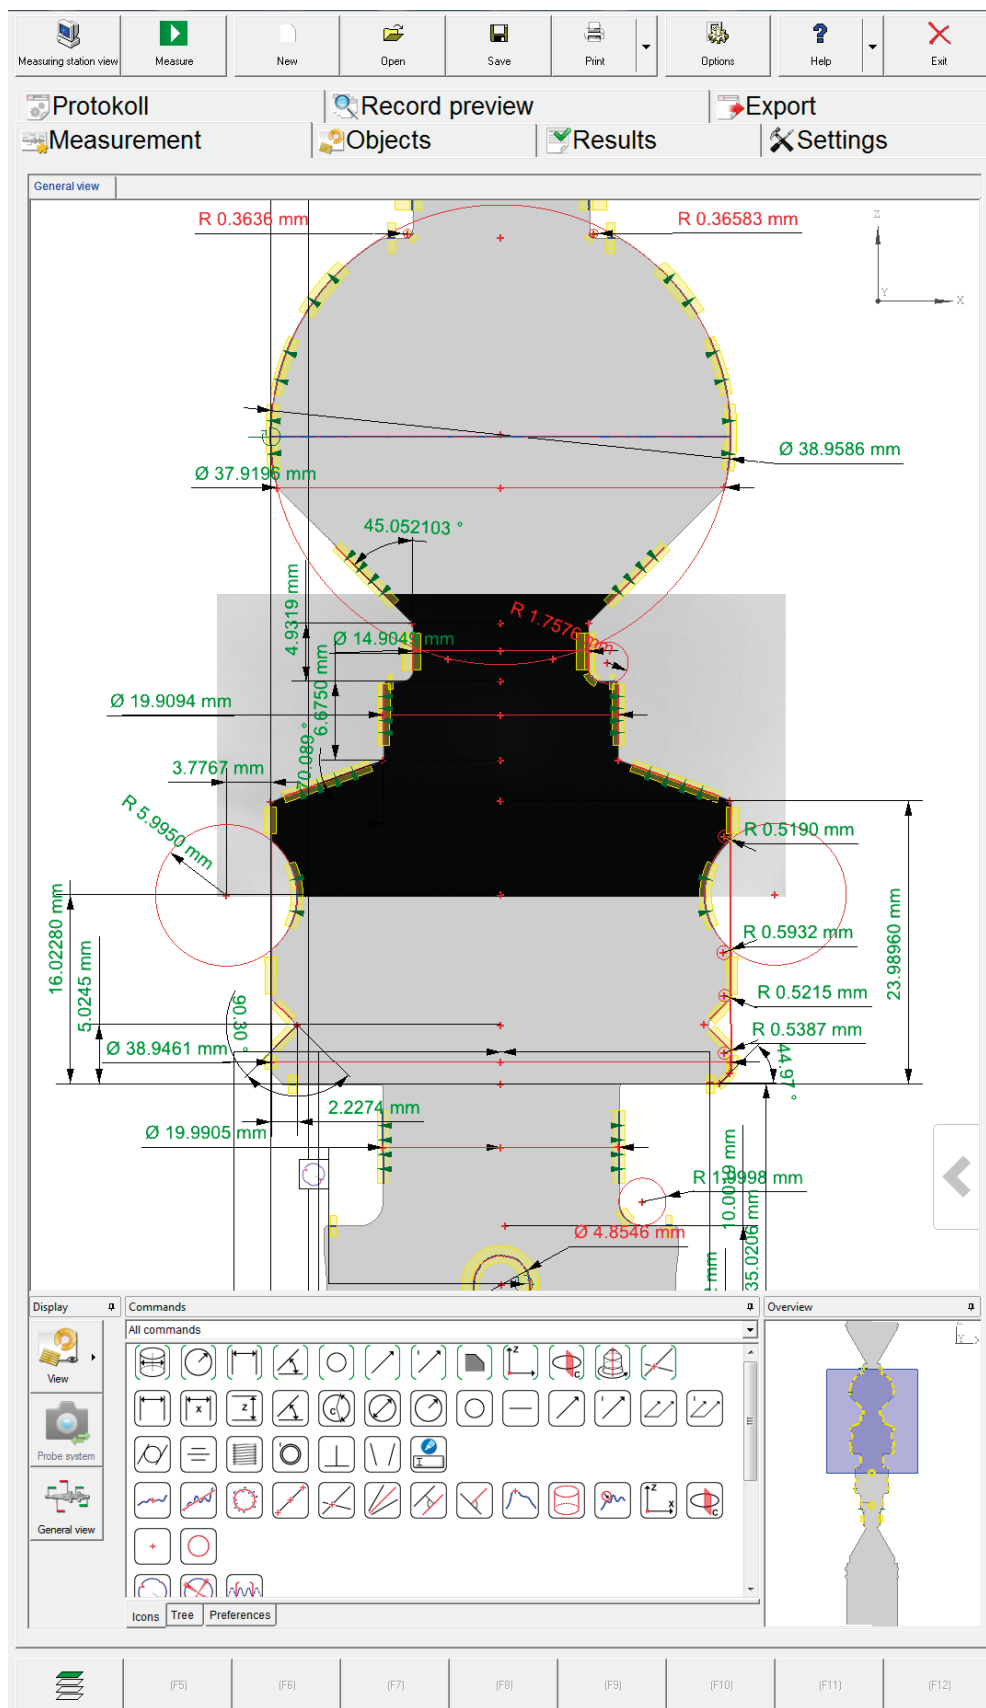 Measuring station view
Measure
New
Open
Save
Print
Options
Help
Exit
Protokoll
Record preview
Export
Measurement
Objects
Results
Settings
General view
R 0.3636 mm
R 0.36583 mm
Z
Y
X
Ø 38.9586 mm
Ø 37.9196 mm
45.052103 °
4.9319 mm
R 1.7576 mm
Ø 14.9049 mm
6.6750 mm
Ø 19.9094 mm
70.089 °
3.7767 mm
R 5.9950 mm
R 0.5190 mm
16.02280 mm
5.0245 mm
R 0.5932 mm
23.98960 mm
R 0.5215 mm
90.30 °
R 0.5387 mm
Ø 38.9461 mm
44.97 °
2.2274 mm
Ø 19.9905 mm
R 1.9998 mm
35.0206 mm
Ø 4.8546 mm
Display
Commands
Overview
All commands
View
Probe system
General view
Icons
Tree
Preferences
(F5)
(F6)
(F7)
(F8)
(F9)
(F10)
(F11)
(F12)